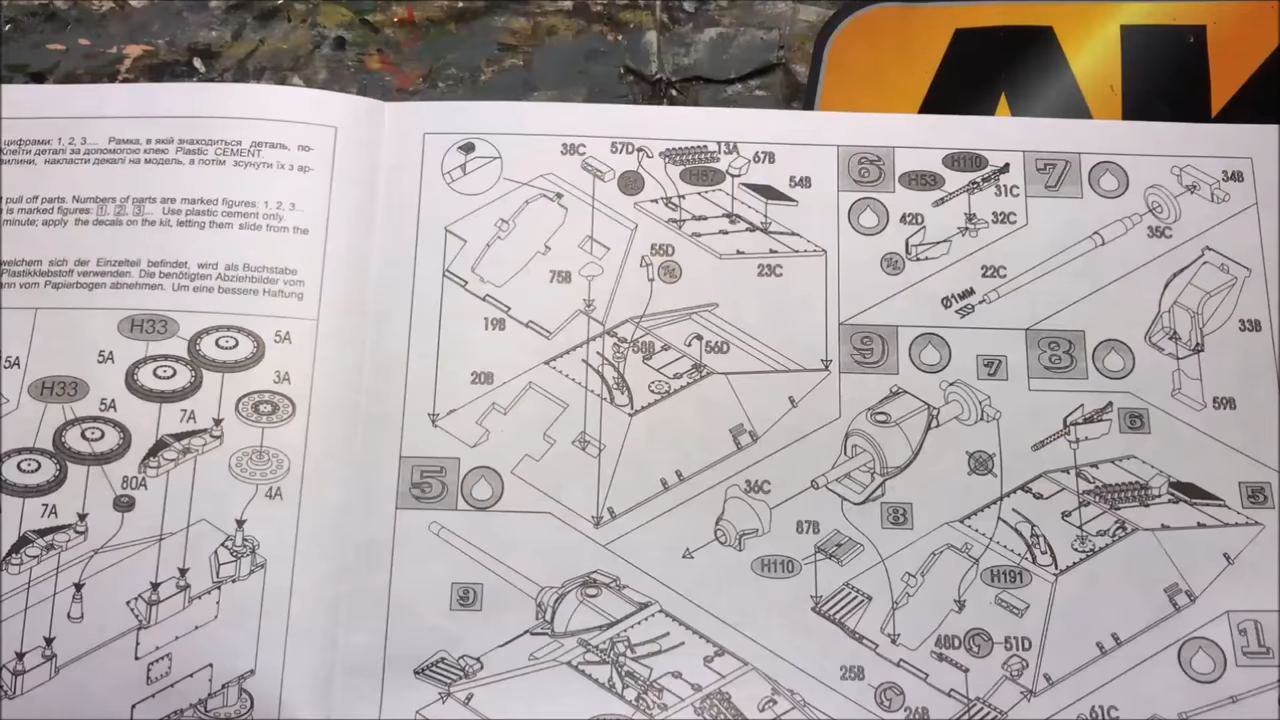 цифрами: 1, 2, 3.... Рамка, в якій знаходиться деталь, по-
Клеїти деталі за допомогою клею Plastic CEMENT.
вилини, накласти декалі на модель, а потім зсунути їх з ар-
pull off parts. Numbers of parts are marked figures: 1, 2, 3...
is marked figures: 1, 2, 3... Use plastic cement only.
minute; apply the decals on the kit, letting them slide from the
welchem sich der Einzelteil befindet, wird als Buchstabe
Plastikklebstoff verwenden. Die benötigten Abziehbilder vom
ann vom Papierbogen abnehmen. Um eine bessere Haftung
H33
5A
5A
5A
H33
5A
3A
7A
80A
4A
7A
38C
57D
13A
67B
H87
54B
75B
55D
23C
19B
58B
56D
20B
5
6
H110
H53
31C
42D
32C
7
34B
35C
22C
Ø1мм
33B
9
7
8
59B
6
36C
8
5
87B
H110
H191
9
48D
51D
25B
26B
61C
1